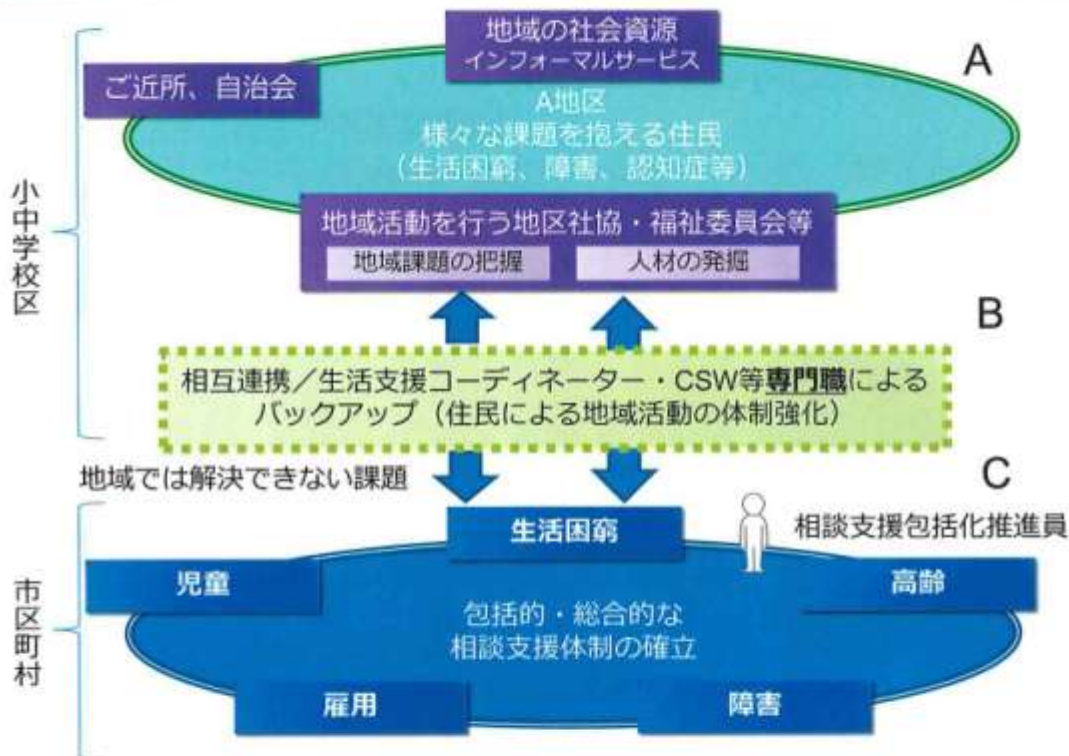 地域の社会資源
インフォーマルサービス
A
ご近所、自治会
A地区
様々な課題を抱える住民
（生活困窮、障害、認知症等）
小中学校区
地域活動を行う地区社協・福祉委員会等
地域課題の把握
人材の発掘
B
相互連携／生活支援コーディネーター・CSW等専門職による
バックアップ（住民による地域活動の体制強化）
地域では解決できない課題
C
生活困窮
相談支援包括化推進員
児童
高齢
市区町村
包括的・総合的な
相談支援体制の確立
雇用
障害